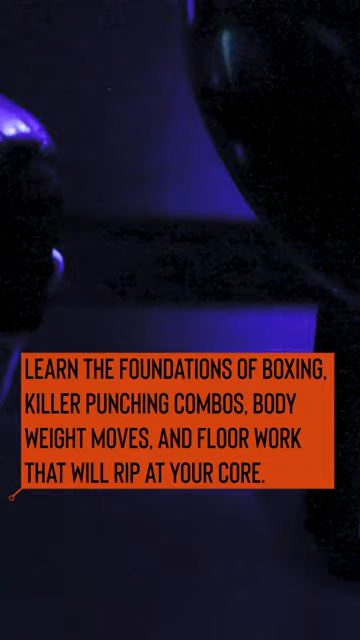 LEARN THE FOUNDATIONS OF BOXING,
KILLER PUNCHING COMBOS, BODY
WEIGHT MOVES, AND FLOOR WORK
THAT WILL RIP AT YOUR CORE.